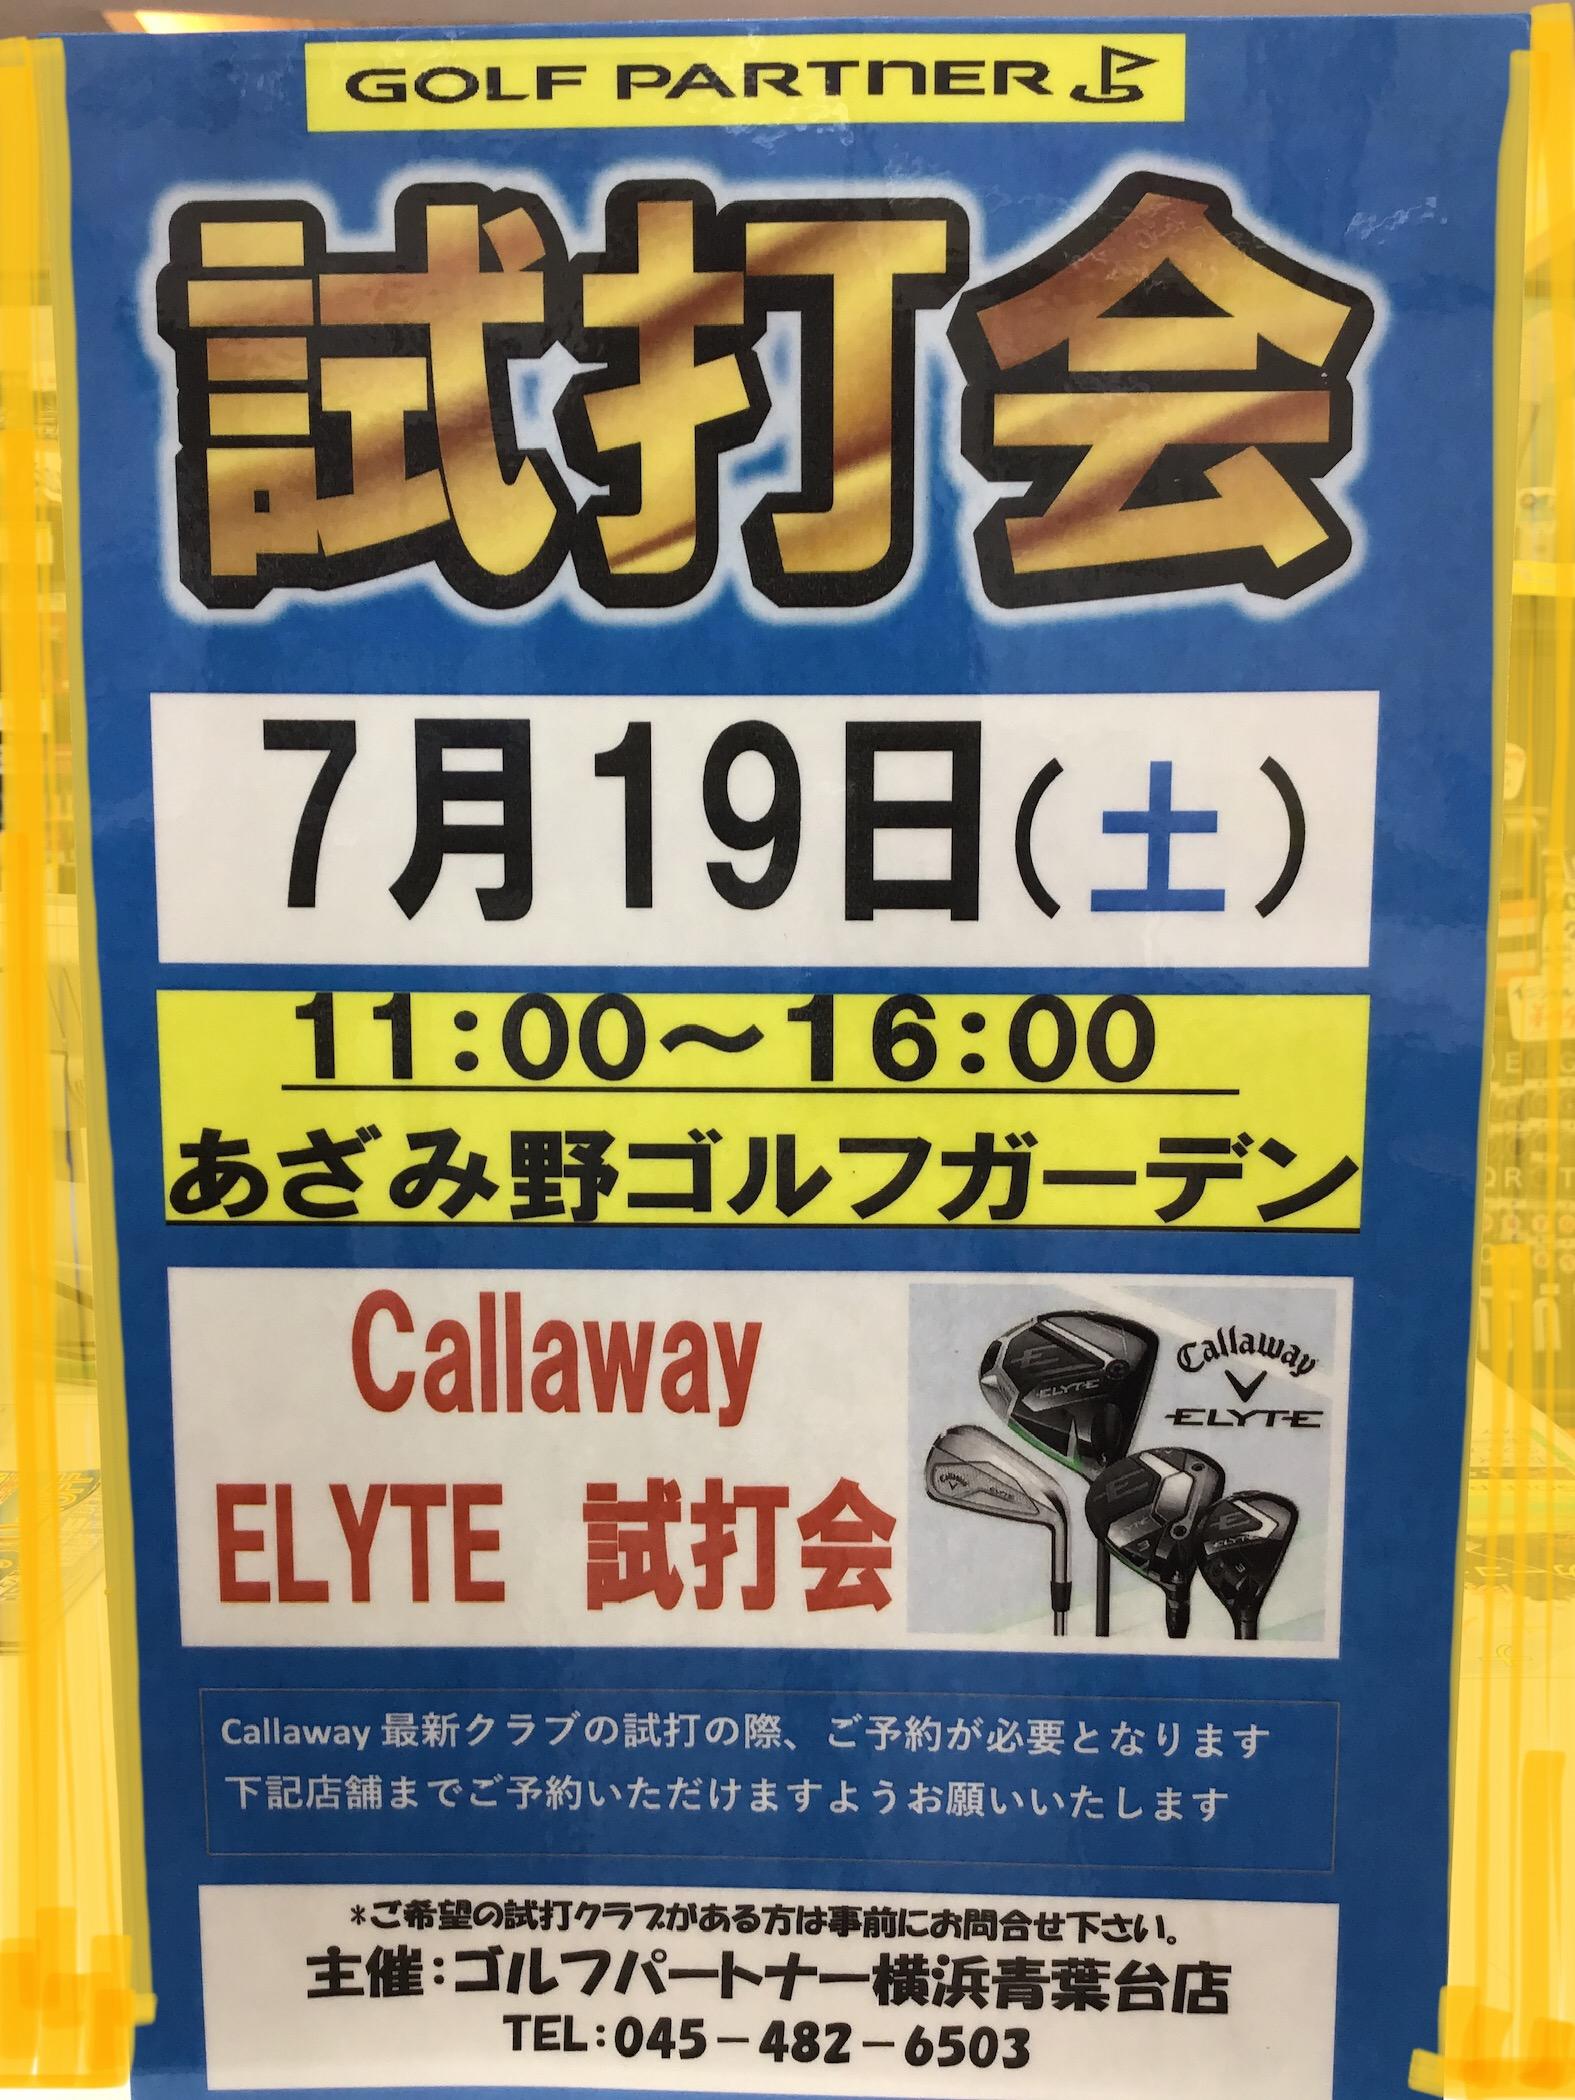 GOLF PARTNER
試打会
7月19日(土)
11:00～16:00
あざみ野ゴルフガーデン
Callaway
ELYTE 試打会
Callaway
ELYTE
Callaway 最新クラブの試打の際、ご予約が必要となります
下記店舗までご予約いただけますようお願いいたします
*ご希望の試打クラブがある方は事前にお問合せ下さい。
主催:ゴルフパートナー横浜青葉台店
TEL:045－482－6503